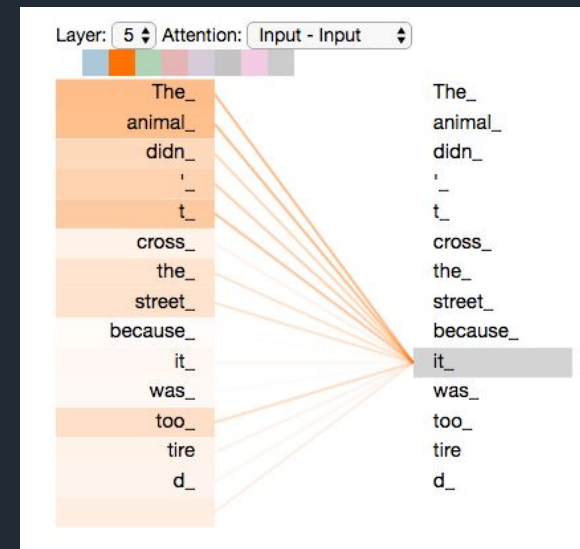 Layer: 5 Attention: Input - Input
The_ The_
animal_ animal_
didn_ didn_
'_ '_
t_ t_
cross_ cross_
the_ the_
street_ street_
because_ because_
it_ it_
was_ was_
too_ too_
tire tire
d_ d_